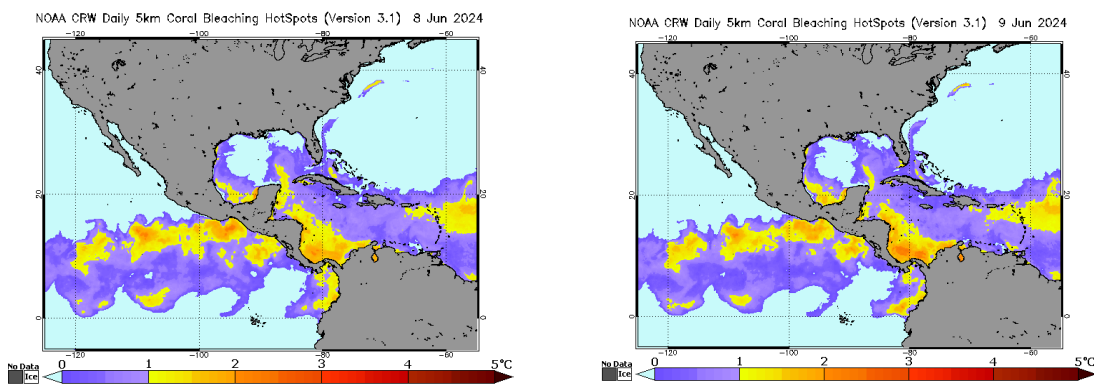 NOAA CRW Daily 5km Coral Bleaching HotSpots (Version 3.1) 8 Jun 2024
-120 -100 -80 -60
40 40
20 20
0 0
-120 -100 -80 -60
No Data
Ice
0 1 2 3 4 5°C
NOAA CRW Daily 5km Coral Bleaching HotSpots (Version 3.1) 9 Jun 2024
-120 -100 -80 -60
40 40
20 20
0 0
-120 -100 -80 -60
No Data
Ice
0 1 2 3 4 5°C